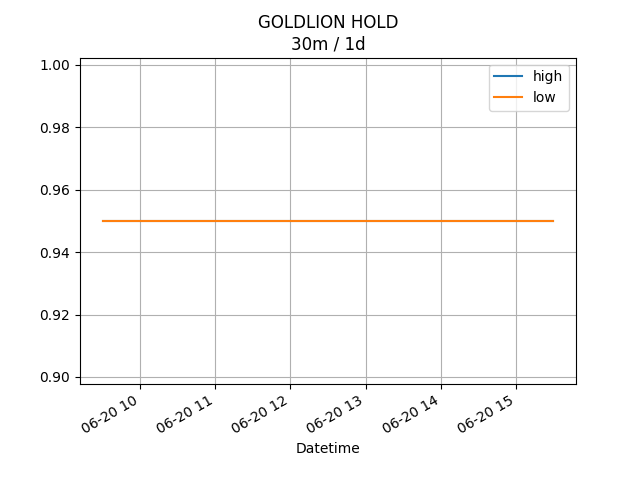 GOLDLION HOLD
30m / 1d
high
low
1.00
0.98
0.96
0.94
0.92
0.90
06-20 10
06-20 11
06-20 12
06-20 13
06-20 14
06-20 15
Datetime